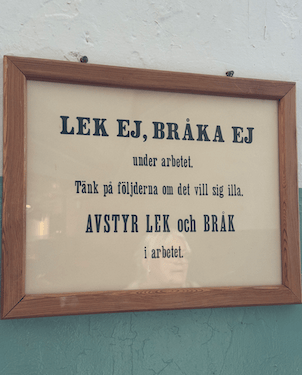 LEK EJ, BRÅKA EJ
under arbetet.
Tänk på följderna om det vill sig illa.
AVSTYR LEK och BRÅK
i arbetet.